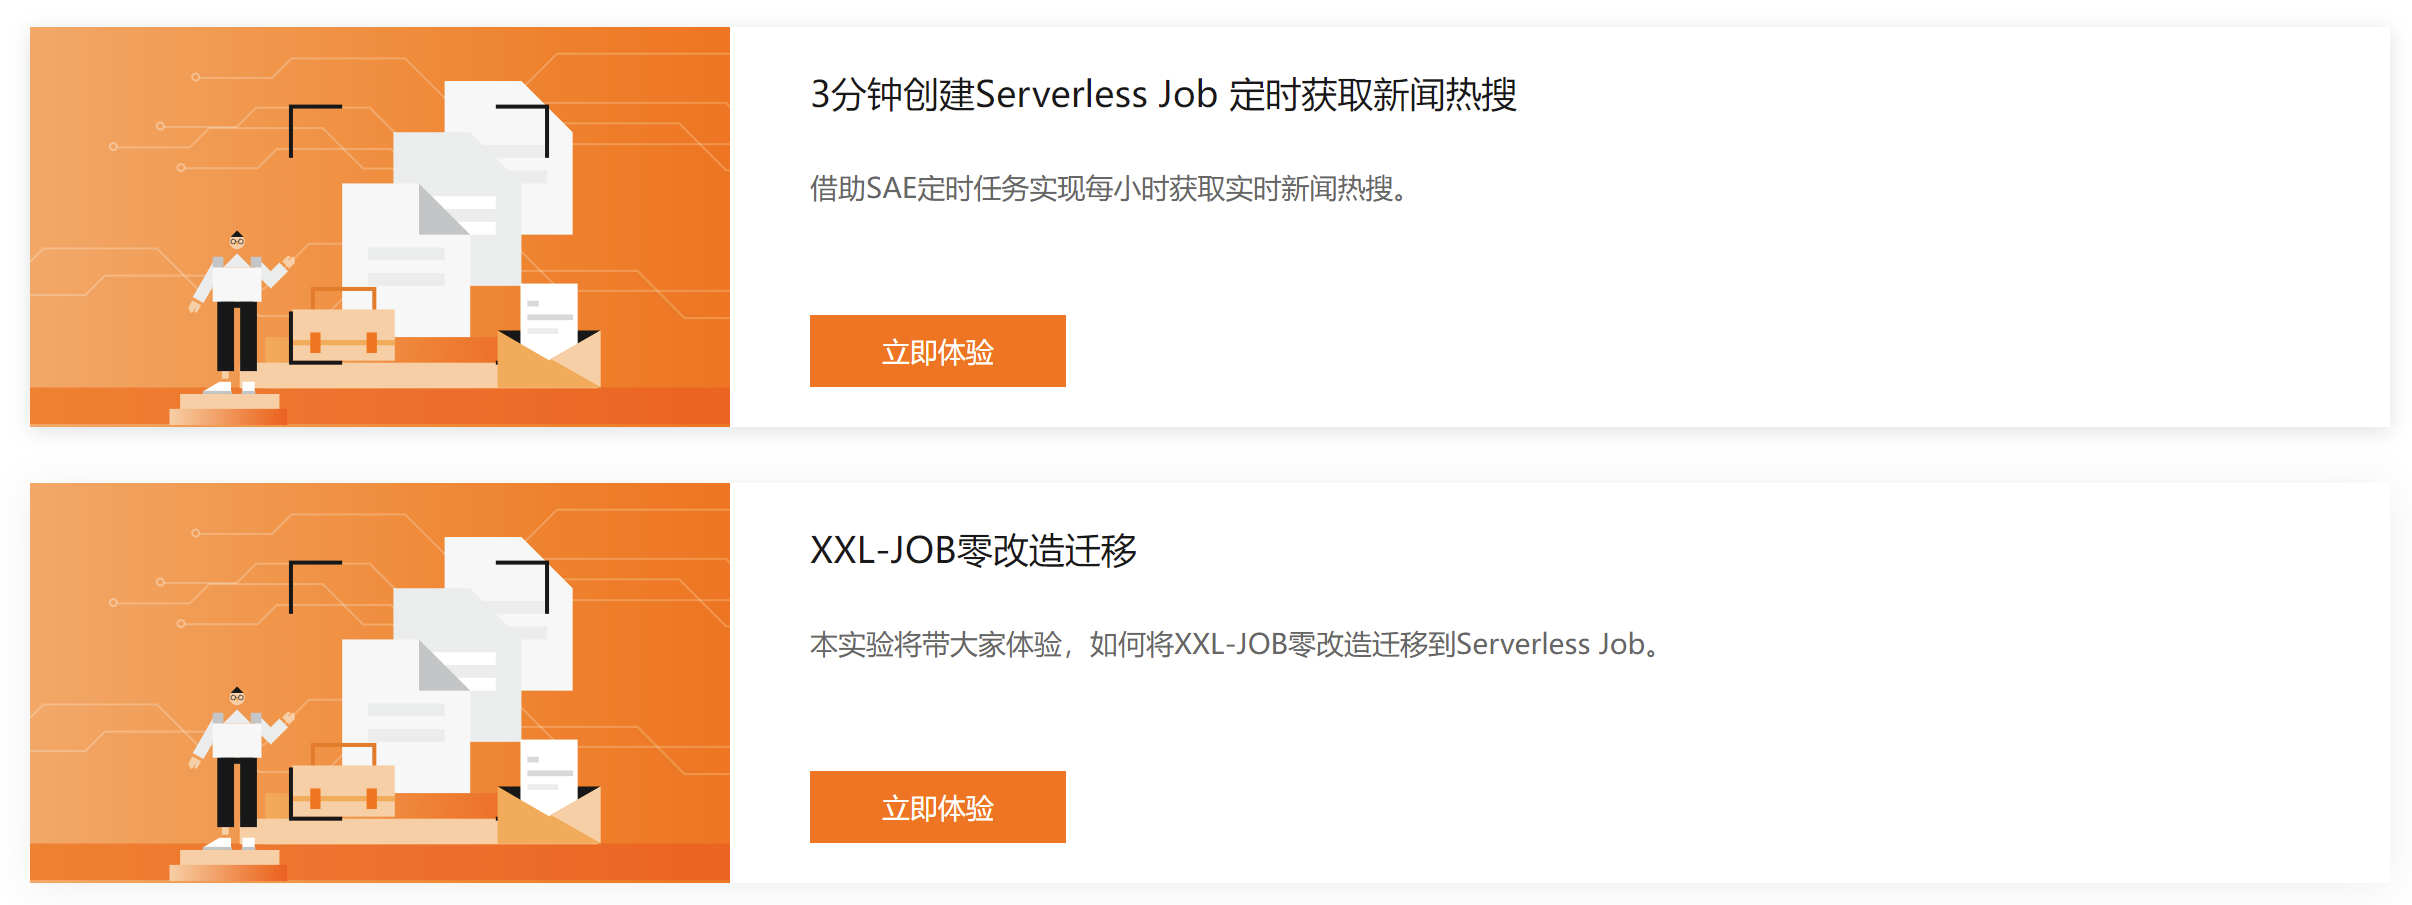 3分钟创建Serverless Job 定时获取新闻热搜
借助SAE定时任务实现每小时获取实时新闻热搜。
立即体验
XXL-JOB零改造迁移
本实验将带大家体验，如何将XXL-JOB零改造迁移到Serverless Job。
立即体验